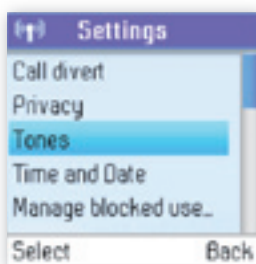 Settings
Call divert
Privacy
Tones
Time and Date
Manage blocked use...
Select Back